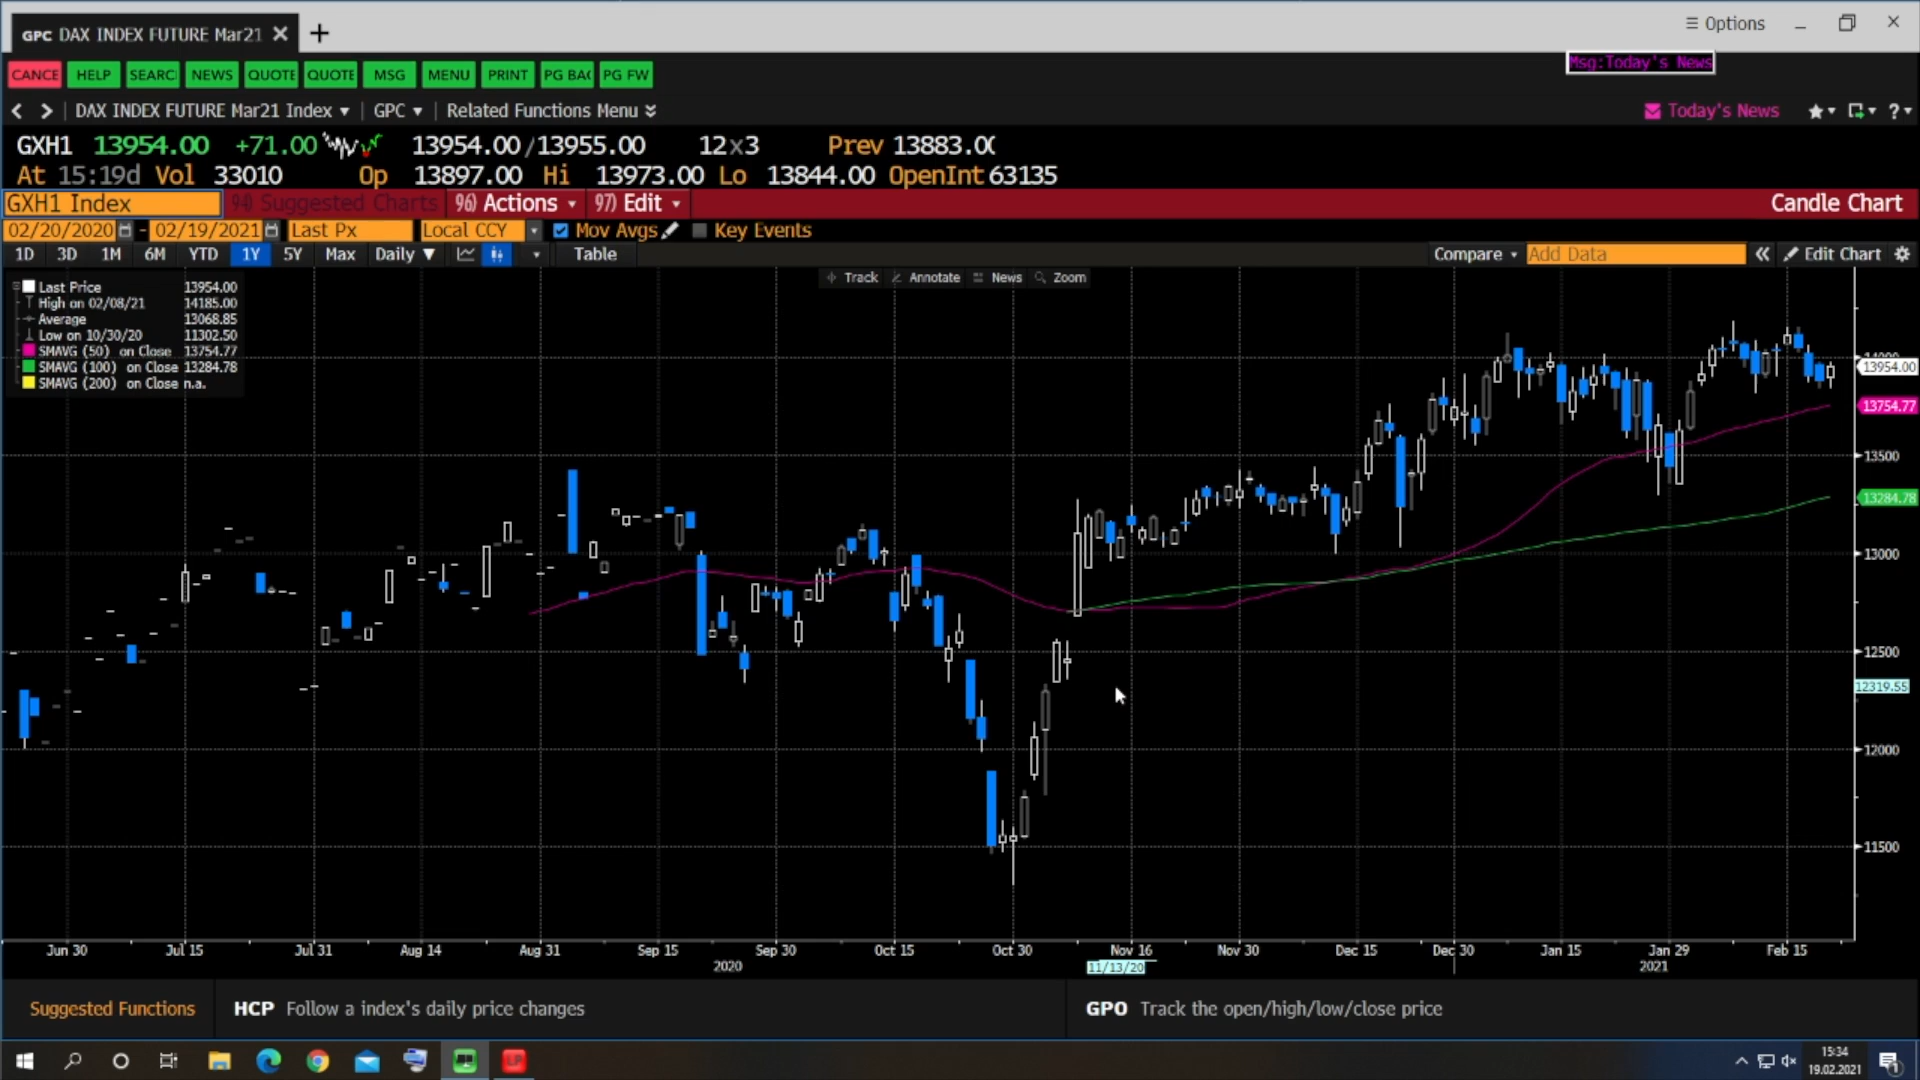 GPC DAX INDEX FUTURE Mar21
Options
CANCE HELP SEARC NEWS QUOTE QUOTE MSG MENU PRINT PG BAC PG FW
Msg:Today's News
DAX INDEX FUTURE Mar21 Index GPC Related Functions Menu Today's News
GXH1 13954.00 +71.00 13954.00/13955.00 12x3 Prev 13883.00
At 15:19d Vol 33010 Op 13897.00 Hi 13973.00 Lo 13844.00 OpenInt 63135
GXH1 Index 94) Suggested Charts 96) Actions 97) Edit Candle Chart
02/20/2020 - 02/19/2021 Last Px Local CCY Mov Avgs Key Events
1D 3D 1M 6M YTD 1Y 5Y Max Daily Table Compare Add Data Edit Chart
Track Annotate News Zoom
Last Price 13954.00
High on 02/08/21 14185.00
Average 13068.85
Low on 10/30/20 11302.50
SMAVG (50) on Close 13754.77
SMAVG (100) on Close 13284.78
SMAVG (200) on Close n.a.
14000
13954.00
13754.77
13500
13284.78
13000
12500
12319.55
12000
11500
Jun 30 Jul 15 Jul 31 Aug 14 Aug 31 Sep 15 Sep 30 Oct 15 Oct 30 Nov 16 Nov 30 Dec 15 Dec 30 Jan 15 Jan 29 Feb 15
2020 11/13/20 2021
Suggested Functions HCP Follow a index's daily price changes GPO Track the open/high/low/close price
15:34
19.02.2021
1